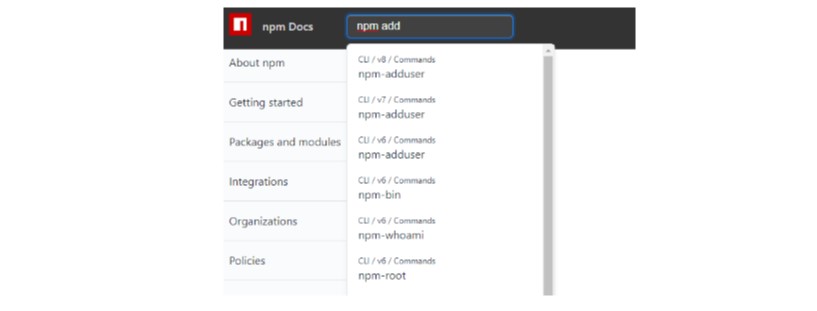 npm Docs
npm add
About npm
Getting started
Packages and modules
Integrations
Organizations
Policies
CLI / v8 / Commands
npm-adduser
CLI / v7 / Commands
npm-adduser
CLI / v6 / Commands
npm-adduser
CLI / v6 / Commands
npm-bin
CLI / v6 / Commands
npm-whoami
CLI / v6 / Commands
npm-root